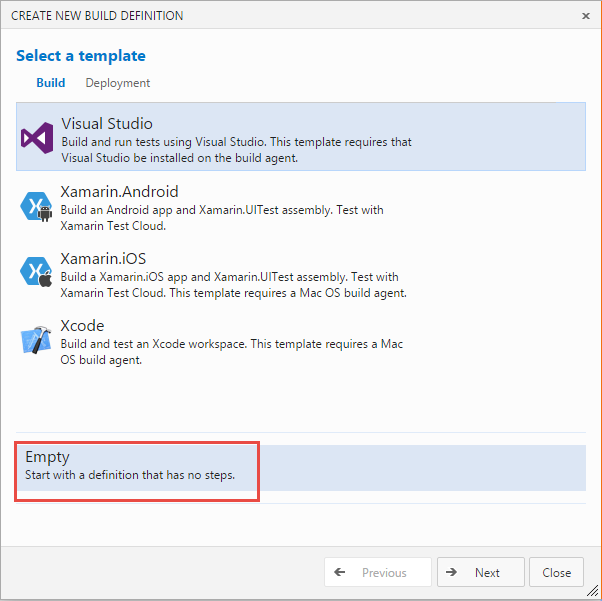 CREATE NEW BUILD DEFINITION
Select a template
Build Deployment
Visual Studio
Build and run tests using Visual Studio. This template requires that
Visual Studio be installed on the build agent.
Xamarin.Android
Build an Android app and Xamarin.UITest assembly. Test with
Xamarin Test Cloud.
Xamarin.iOS
Build a Xamarin.iOS app and Xamarin.UITest assembly. Test with
Xamarin Test Cloud. This template requires a Mac OS build agent.
Xcode
Build and test an Xcode workspace. This template requires a Mac
OS build agent.
Empty
Start with a definition that has no steps.
Previous Next Close